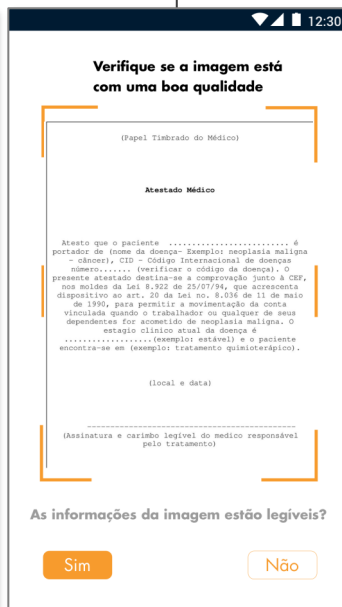 12:30
Verifique se a imagem está
com uma boa qualidade
(Papel Timbrado do Médico)
Atestado Médico
Atesto que o paciente .......................... é
portador de (nome da doença- Exemplo: neoplasia maligna
- câncer), CID - Código Internacional de doenças
número....... (verificar o código da doença). O
presente atestado destina-se a comprovação junto à CEF,
nos moldes da Lei 8.922 de 25/07/94, que acrescenta
dispositivo ao art. 20 da Lei no. 8.036 de 11 de maio
de 1990, para permitir a movimentação da conta
vinculada quando o trabalhador ou qualquer de seus
dependentes for acometido de neoplasia maligna. O
estagio clínico atual da doença é
...................(exemplo: estável) e o paciente
encontra-se em (exemplo: tratamento quimioterápico).
(local e data)
_____________________________________________
(Assinatura e carimbo legível do medico responsável
pelo tratamento)
As informações da imagem estão legíveis?
Sim
Não